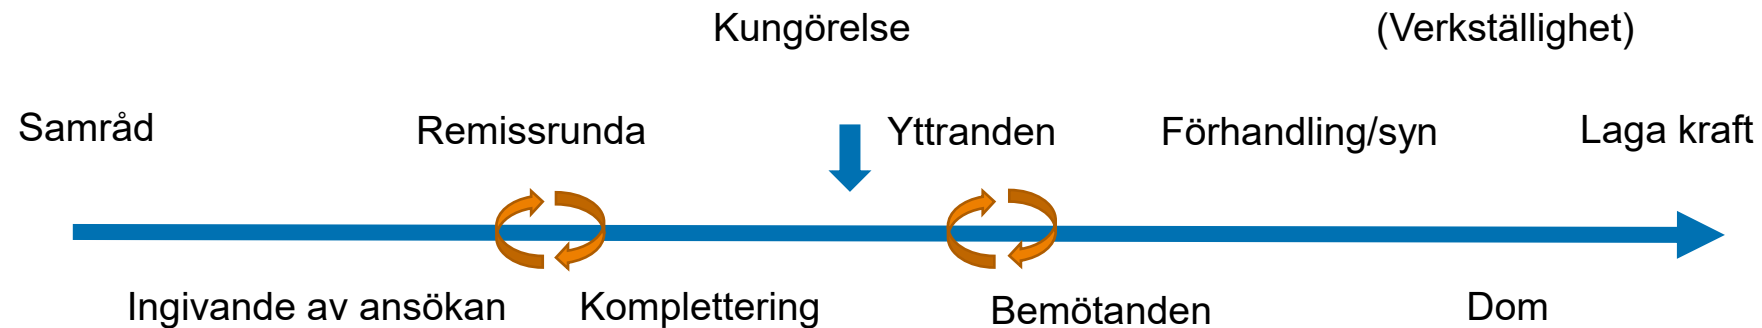 Kungörelse
(Verkställighet)
Samråd
Remissrunda
Yttranden
Förhandling/syn
Laga kraft
Ingivande av ansökan
Komplettering
Bemötanden
Dom